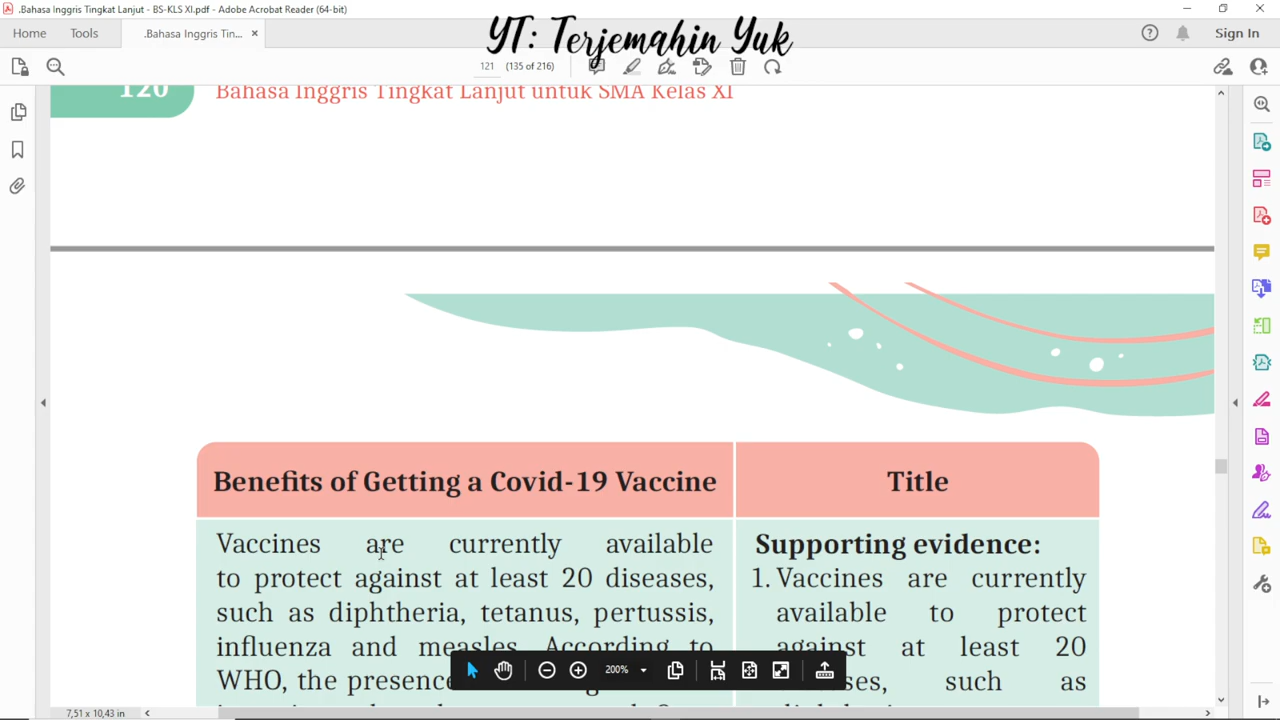 .Bahasa Inggris Tingkat Lanjut - BS-KLS XI.pdf - Adobe Acrobat Reader (64-bit)
YT: Terjemahin Yuk
Home
Tools
.Bahasa Inggris Tin...
Sign In
121
(135 of 216)
120
Bahasa Inggris Tingkat Lanjut untuk SMA Kelas XI
Benefits of Getting a Covid-19 Vaccine
Title
Vaccines are currently available
to protect against at least 20 diseases,
such as diphtheria, tetanus, pertussis,
influenza and measles. According to
WHO, the presence
Supporting evidence:
1. Vaccines are currently
available to protect
against at least 20
such as
200%
7,51 x 10,43 in